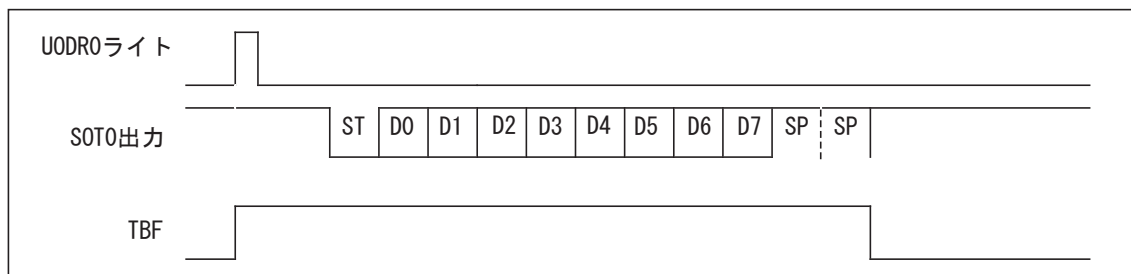 UODR0ライト
SOT0出力
ST D0 D1 D2 D3 D4 D5 D6 D7 SP SP
TBF